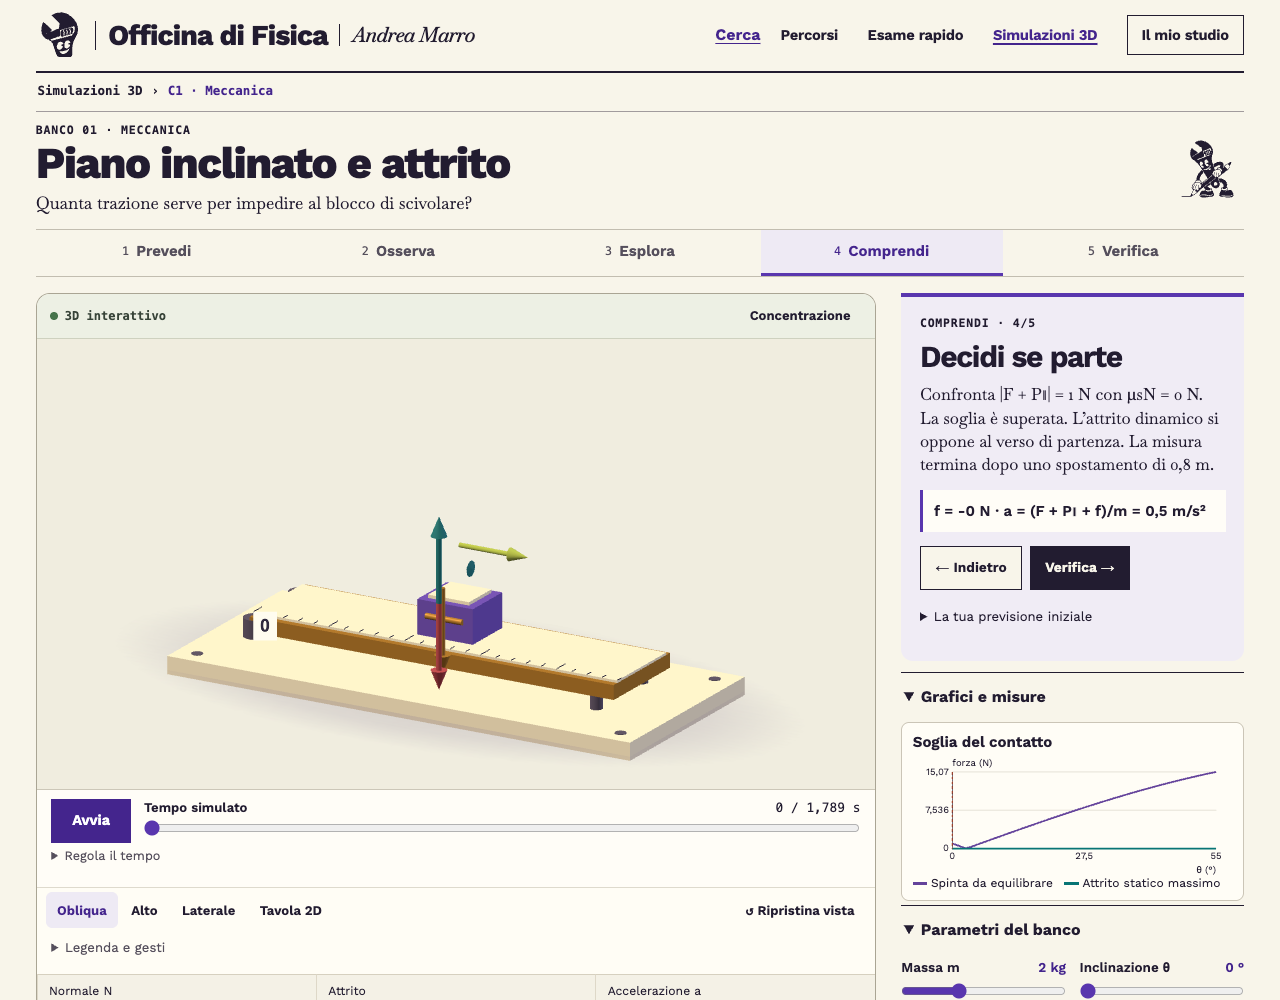 Officina di Fisica
Andrea Marro
Cerca
Percorsi
Esame rapido
Simulazioni 3D
Il mio studio
Simulazioni 3D › C1 · Meccanica
BANCO 01 · MECCANICA
Piano inclinato e attrito
Quanta trazione serve per impedire al blocco di scivolare?
1 Prevedi
2 Osserva
3 Esplora
4 Comprendi
5 Verifica
3D interattivo
Concentrazione
0
Avvia
Tempo simulato
0 / 1,789 s
▶ Regola il tempo
Obliqua
Alto
Laterale
Tavola 2D
↺ Ripristina vista
▶ Legenda e gesti
Normale N
Attrito
Accelerazione a
COMPRENDI · 4/5
Decidi se parte
Confronta |F + P∥| = 1 N con μsN = 0 N.
La soglia è superata. L’attrito dinamico si
oppone al verso di partenza. La misura
termina dopo uno spostamento di 0,8 m.
f = -0 N · a = (F + P∥ + f)/m = 0,5 m/s²
← Indietro
Verifica →
▶ La tua previsione iniziale
▼ Grafici e misure
Soglia del contatto
forza (N)
15,07
7,536
0
0
27,5
55
θ (°)
Spinta da equilibrare
Attrito statico massimo
▼ Parametri del banco
Massa m
2 kg
Inclinazione θ
0 °